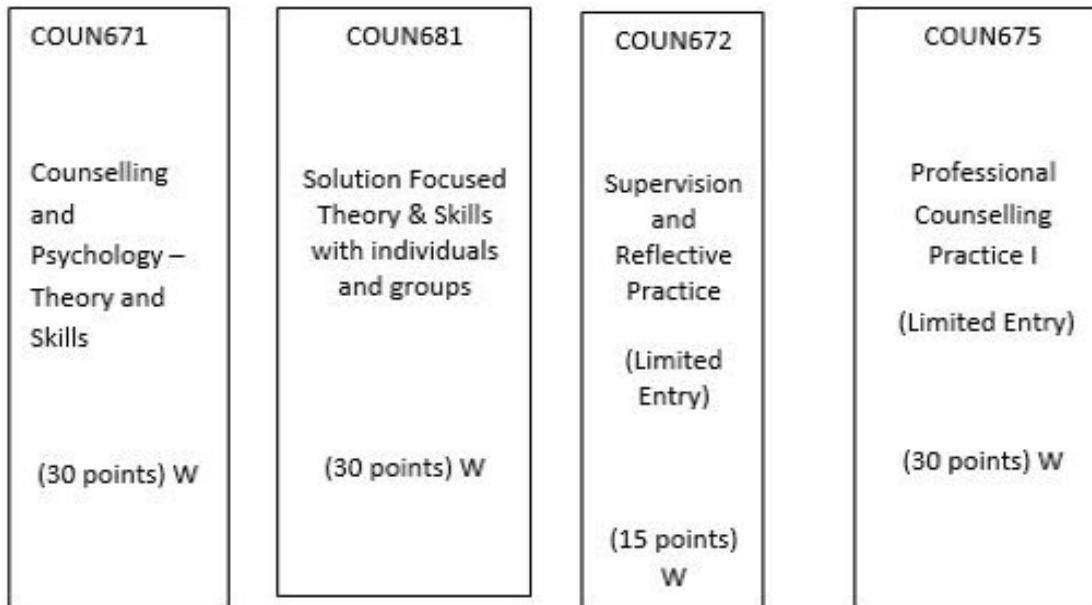 COUN671
Counselling
and
Psychology –
Theory and
Skills
(30 points) W
COUN681
Solution Focused
Theory & Skills
with individuals
and groups
(30 points) W
COUN672
Supervision
and
Reflective
Practice
(Limited
Entry)
(15 points)
W
COUN675
Professional
Counselling
Practice I
(Limited Entry)
(30 points) W